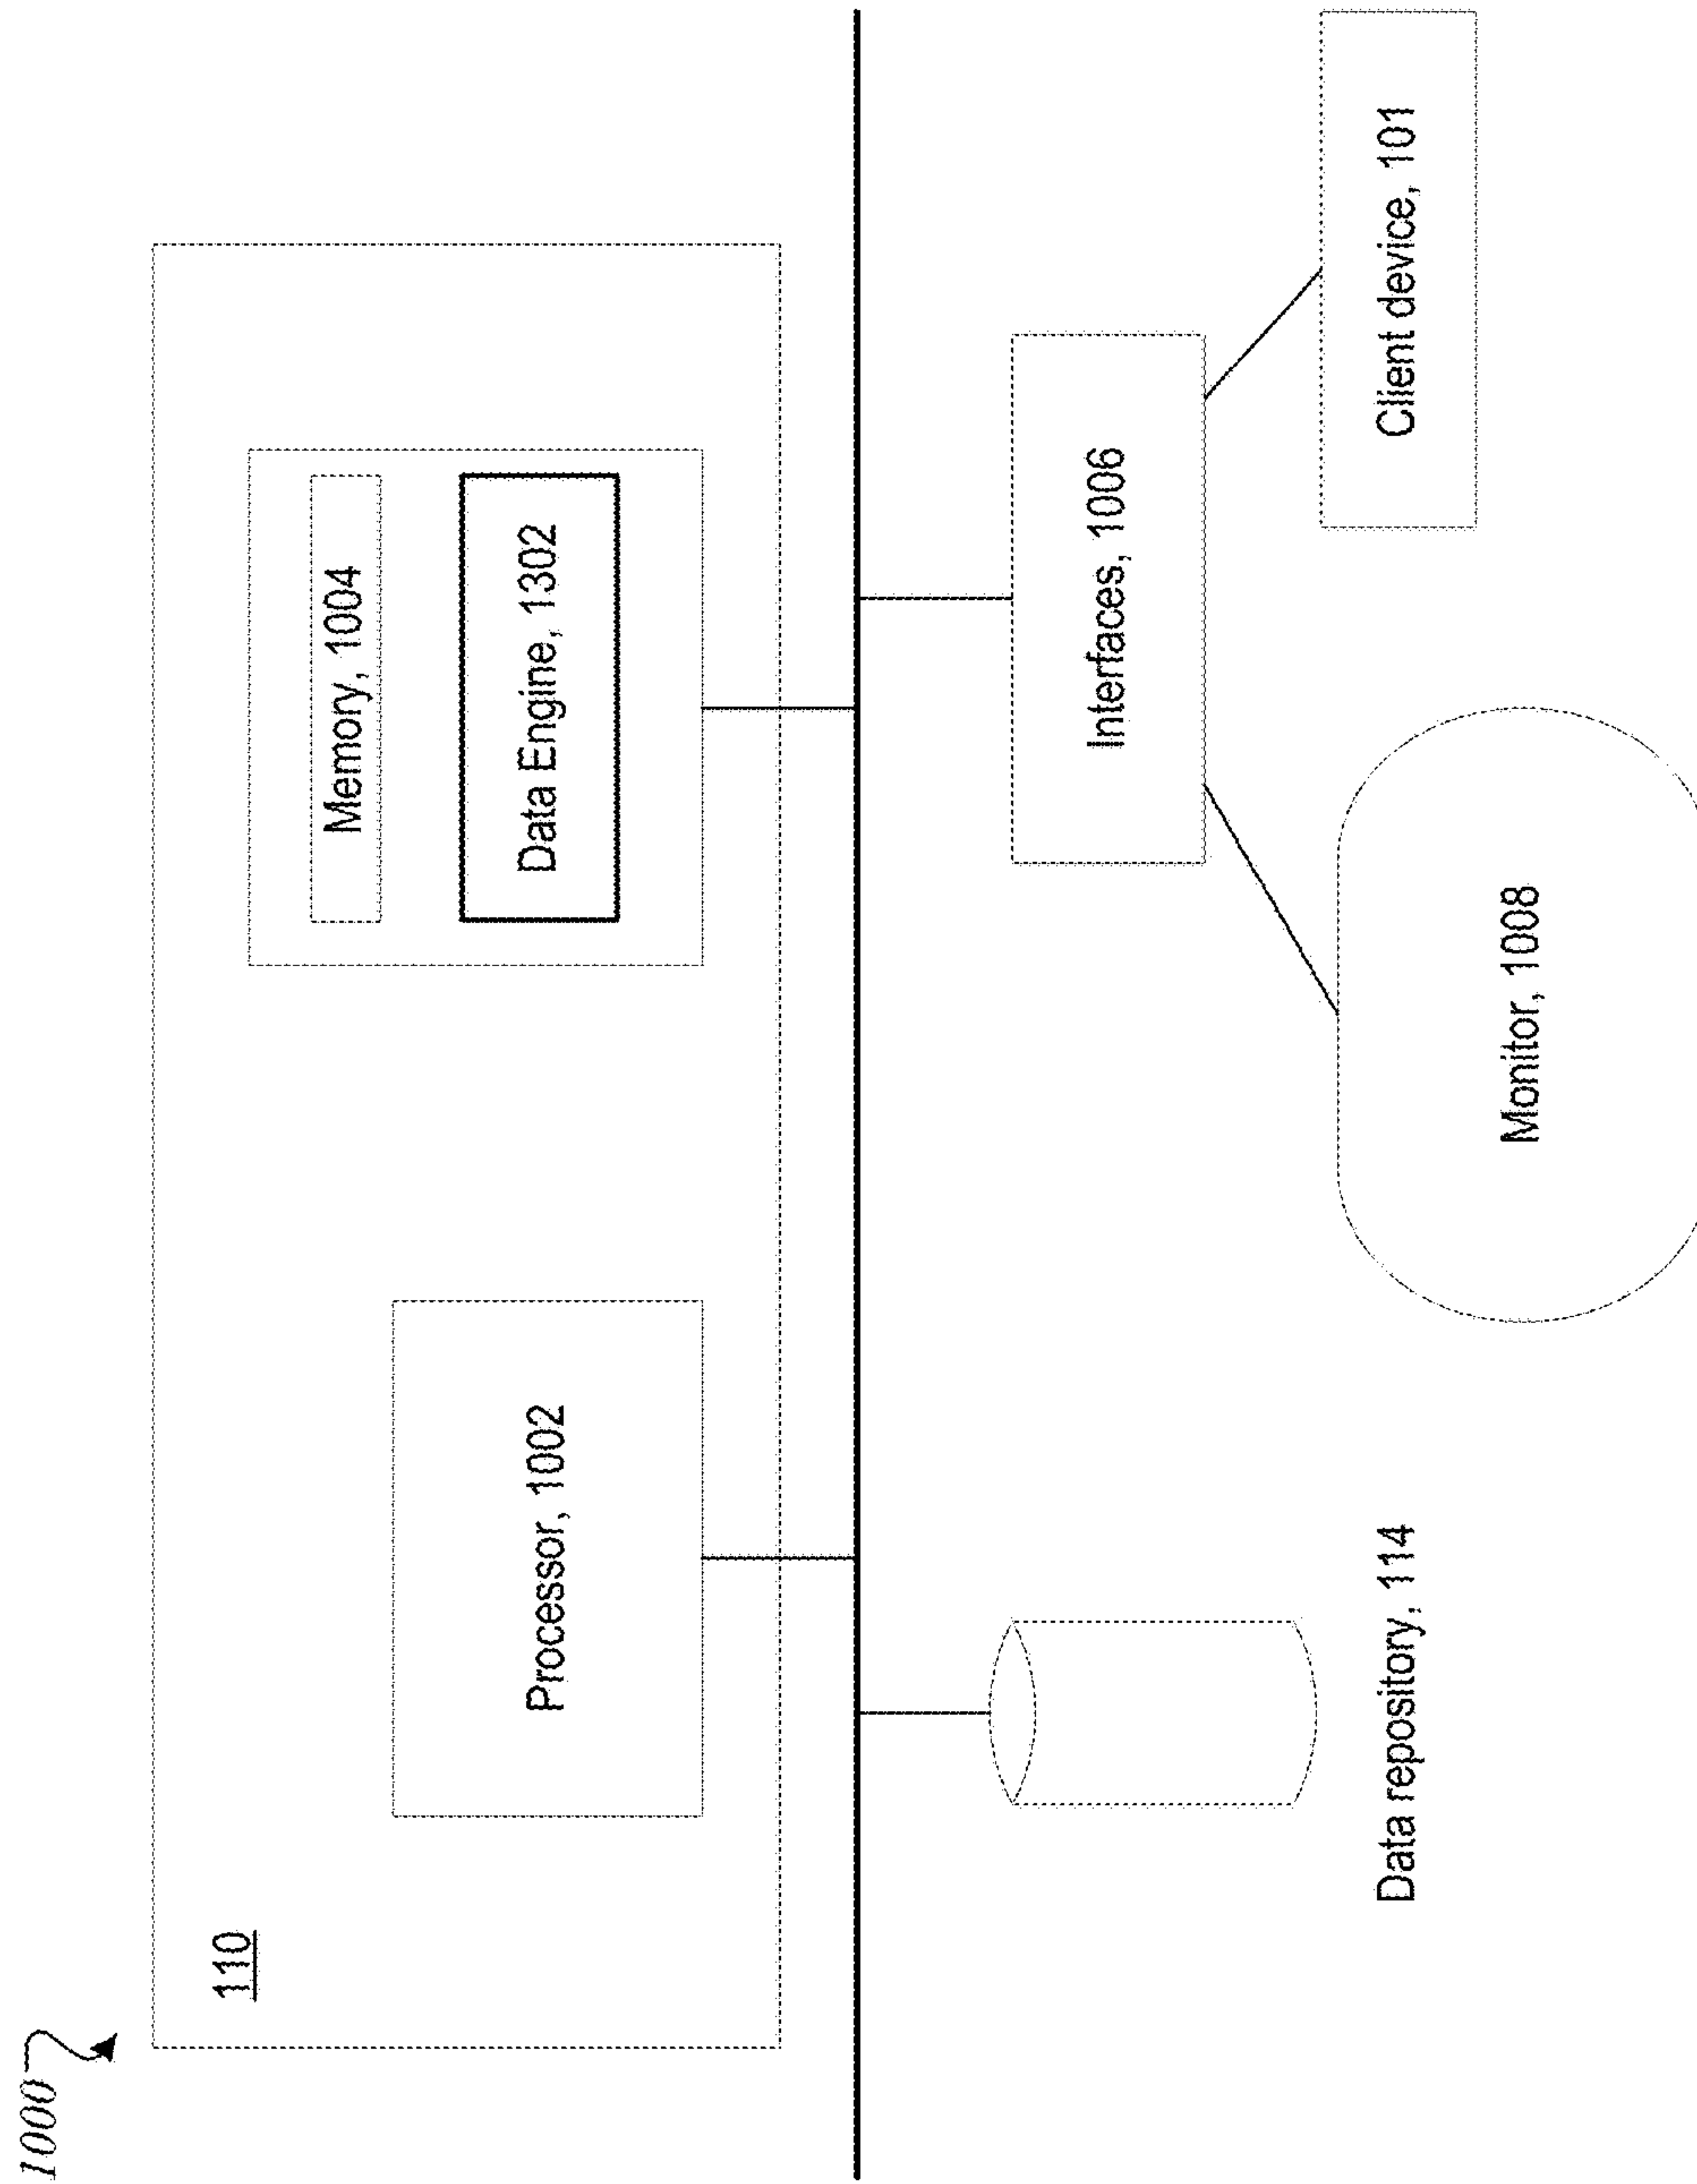 1000
110
Processor, 1002
Memory, 1004
Data Engine, 1302
Data repository, 114
Interfaces, 1006
Monitor, 1008
Client device, 101